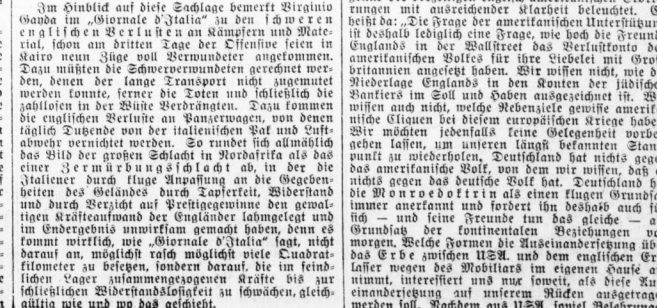 Im Hinblick auf diese Sachlage bemerkt Virginio
Gayda im „Giornale d'Italia“ zu den schweren
englischen Verlusten an Kämpfern und Mate-
rial, schon am dritten Tage der Offensive seien in
Kairo neun Züge voll Verwundeter angekommen.
Dazu müßten die Schwerverwundeten gerechnet wer-
den, denen der lange Transport nicht zugemutet
werden konnte, ferner die Toten und schließlich die
zahllosen in der Wüste Verdrängten. Dazu kommen
die englischen Verluste an Panzerwagen, von denen
täglich Dutzende von der italienischen Pak und Luft-
abwehr vernichtet werden. So rundet sich allmählich
das Bild der großen Schlacht in Nordafrika als das
einer Zermürbungsschlacht ab, in der die
Italiener durch kluge Anpassung an die Gegeben-
heiten des Geländes durch Tapferkeit, Widerstand
und durch Verzicht auf Prestigegewinne den gewal-
tigen Kräfteaufwand der Engländer lahmgelegt und
im Endergebnis unwirksam gemacht haben, denn es
kommt wirklich, wie „Giornale d'Italia“ sagt, nicht
darauf an, möglichst rasch möglichst viele Quadrat-
kilometer zu besetzen, sondern darauf, die im feind-
lichen Lager zusammengezogenen Kräfte bis zur
schließlichen Widerstandslosigkeit zu schwächen, gleich-
gültig wie und wo das geschieht.
rungen mit ausreichender Klarheit beleuchtet. E
heißt da: „Die Frage der amerikanischen Unterstützun
ist deshalb lediglich eine Frage, wie hoch die Freund
Englands in der Wallstreet das Verlustkonto de
amerikanischen Volkes für ihre Liebelei mit Groß
britannien angesetzt haben. Wir wissen nicht, wie d
Niederlage Englands in den Konten der jüdische
Bankiers in Soll und Haben ausgezeichnet ist. W
wissen auch nicht, welche Nebenziele gewisse amerik
nische Cliquen bei diesem europäischen Kriege habe
Wir möchten jedenfalls keine Gelegenheit vorbe
gehen lassen, um unseren längst bekannten Stan
punkt zu wiederholen. Deutschland hat nichts gege
das amerikanische Volk, von dem wir wissen, daß e
nichts gegen das deutsche Volk hat. Deutschland h
die Monroedoktrin als einen klugen Grundsa
immer anerkannt und fordert ihn deshalb auch fü
sich – und seine Freunde tun das gleiche – a
Grundsatz der kontinentalen Beziehungen vo
morgen. Welche Formen die Auseinandersetzung üb
das Erbe zwischen USA. und dem englischen Er
lasser wegen des Mobiliars im eigenen Hause a
nimmt, interessiert uns nur soweit, als diese Au
einandersetzung auf unserem Rücken ausgetrag
werden soll. Nachdem aus USA soviel